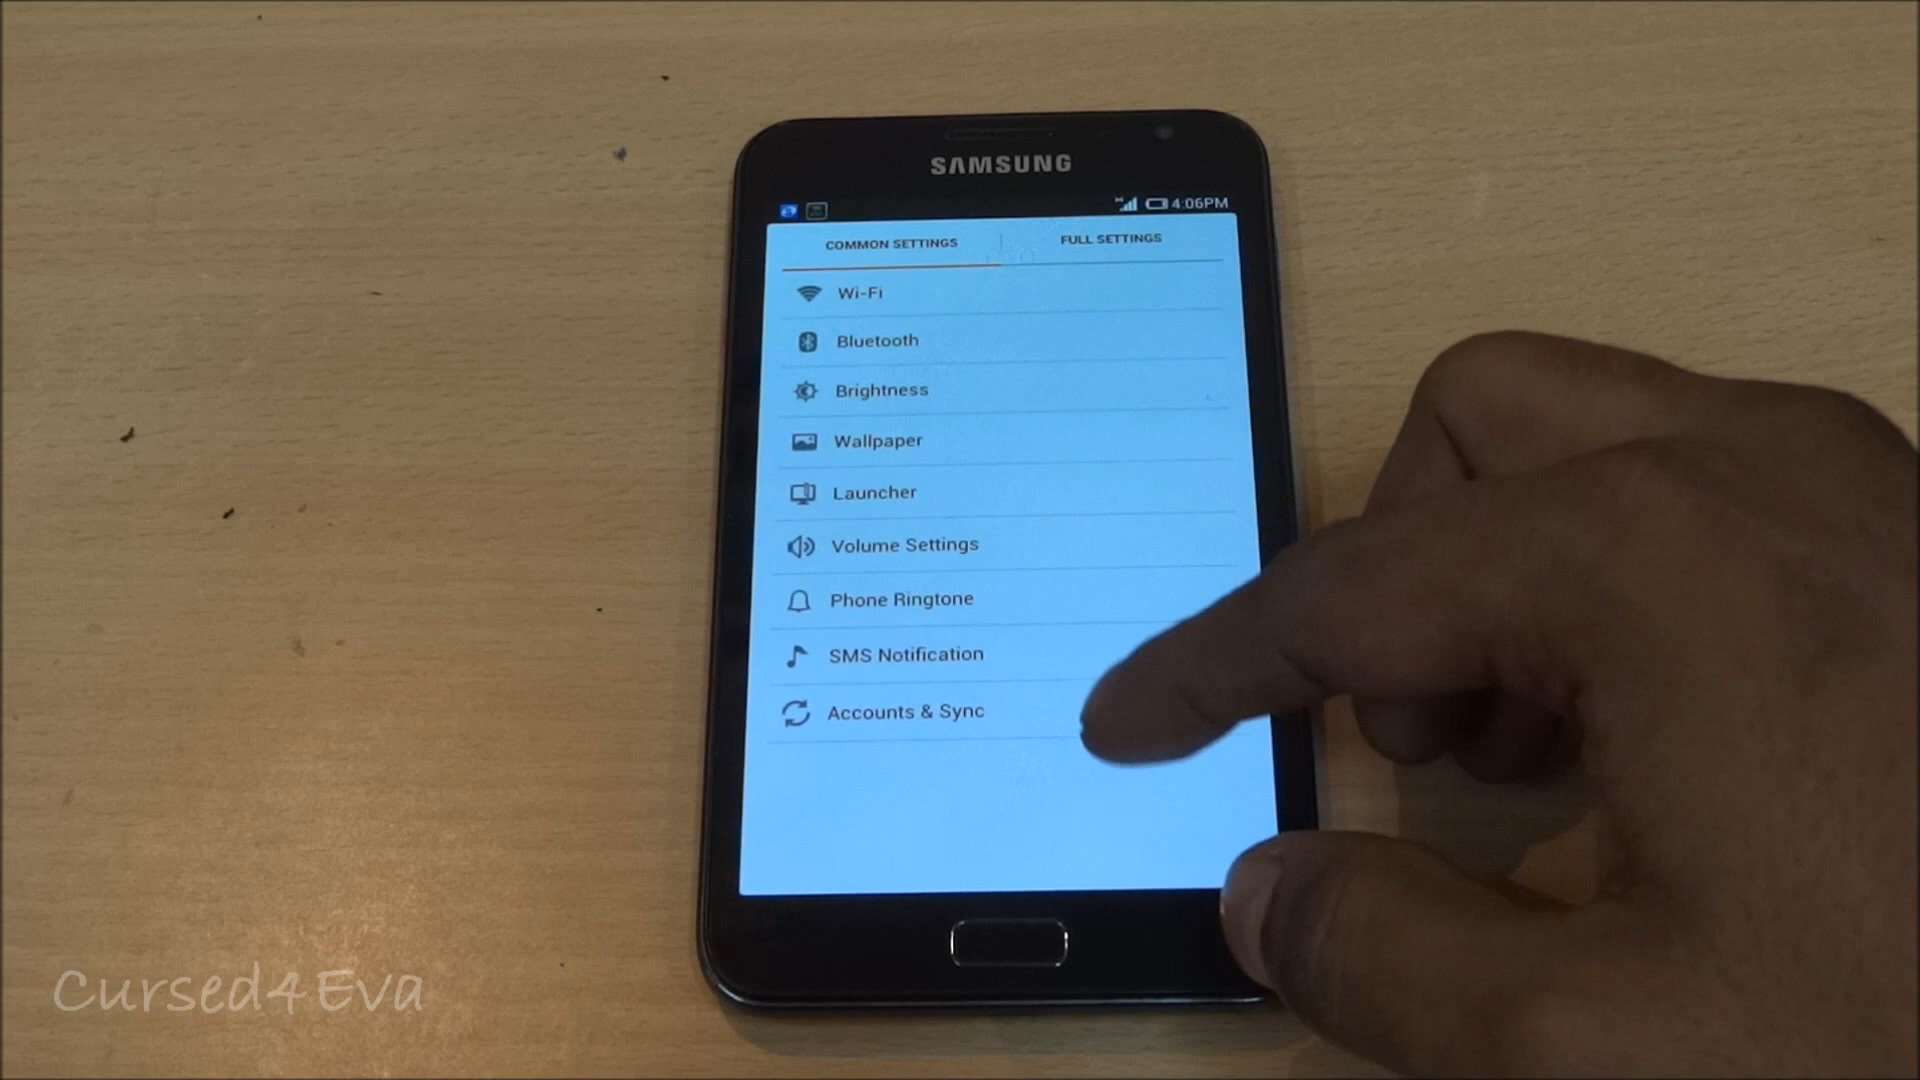 SAMSUNG
4:06PM
COMMON SETTINGS
FULL SETTINGS
Wi-Fi
Bluetooth
Brightness
Wallpaper
Launcher
Volume Settings
Phone Ringtone
SMS Notification
Accounts & Sync
Cursed4Eva